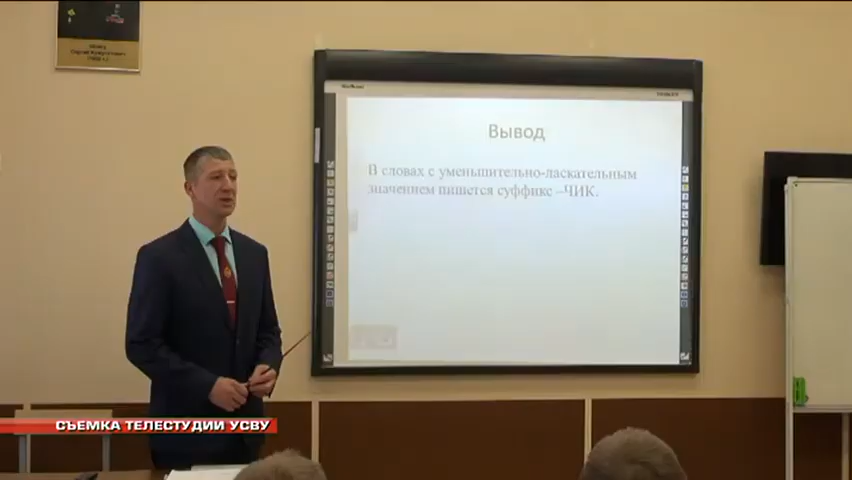 Вывод
В словах с уменьшительно-ласкательным
значением пишется суффикс –ЧИК.
СЪЕМКА ТЕЛЕСТУДИИ УСВУ